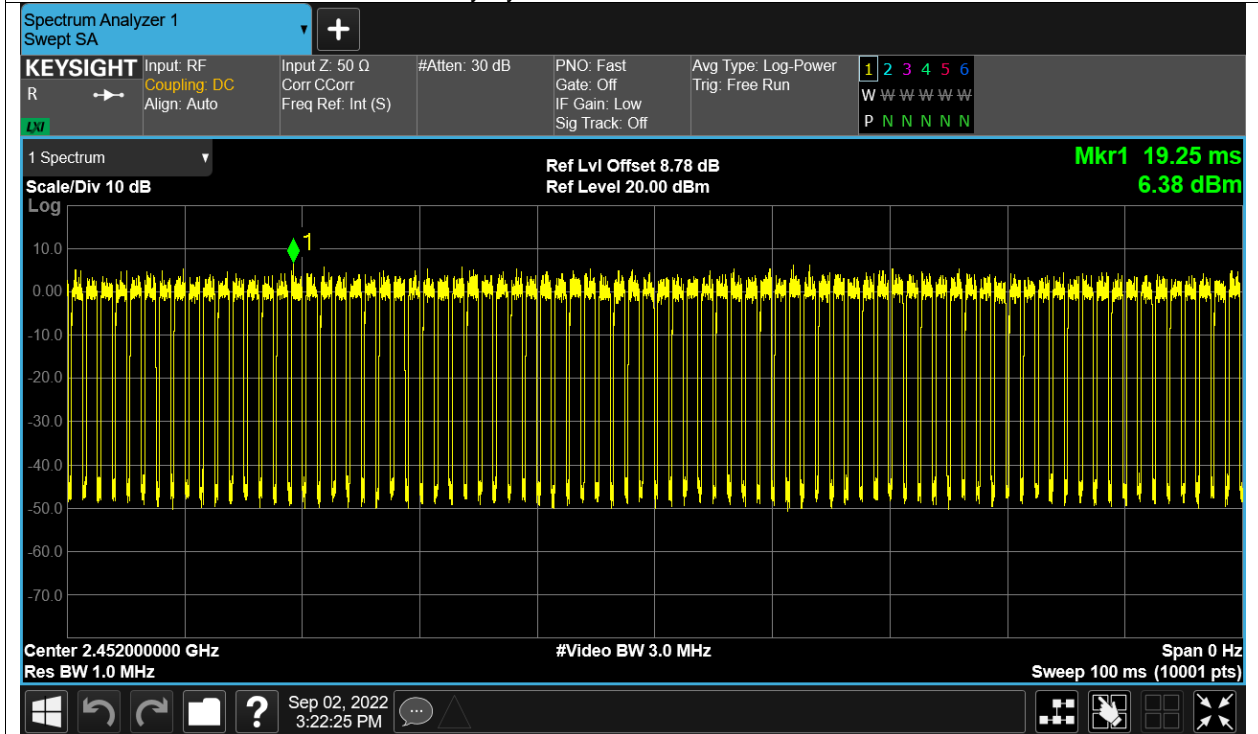 Spectrum Analyzer 1
Swept SA
+
KEYSIGHT
R
LXI
Input: RF
Coupling: DC
Align: Auto
Input Z: 50 Ω
Corr CCorr
Freq Ref: Int (S)
#Atten: 30 dB
PNO: Fast
Gate: Off
IF Gain: Low
Sig Track: Off
Avg Type: Log-Power
Trig: Free Run
1 2 3 4 5 6
W W W W W W
P N N N N N
1 Spectrum
Scale/Div 10 dB
Log
Ref Lvl Offset 8.78 dB
Ref Level 20.00 dBm
Mkr1 19.25 ms
6.38 dBm
1
10.0
0.00
-10.0
-20.0
-30.0
-40.0
-50.0
-60.0
-70.0
Center 2.452000000 GHz
Res BW 1.0 MHz
#Video BW 3.0 MHz
Span 0 Hz
Sweep 100 ms (10001 pts)
?
Sep 02, 2022
3:22:25 PM